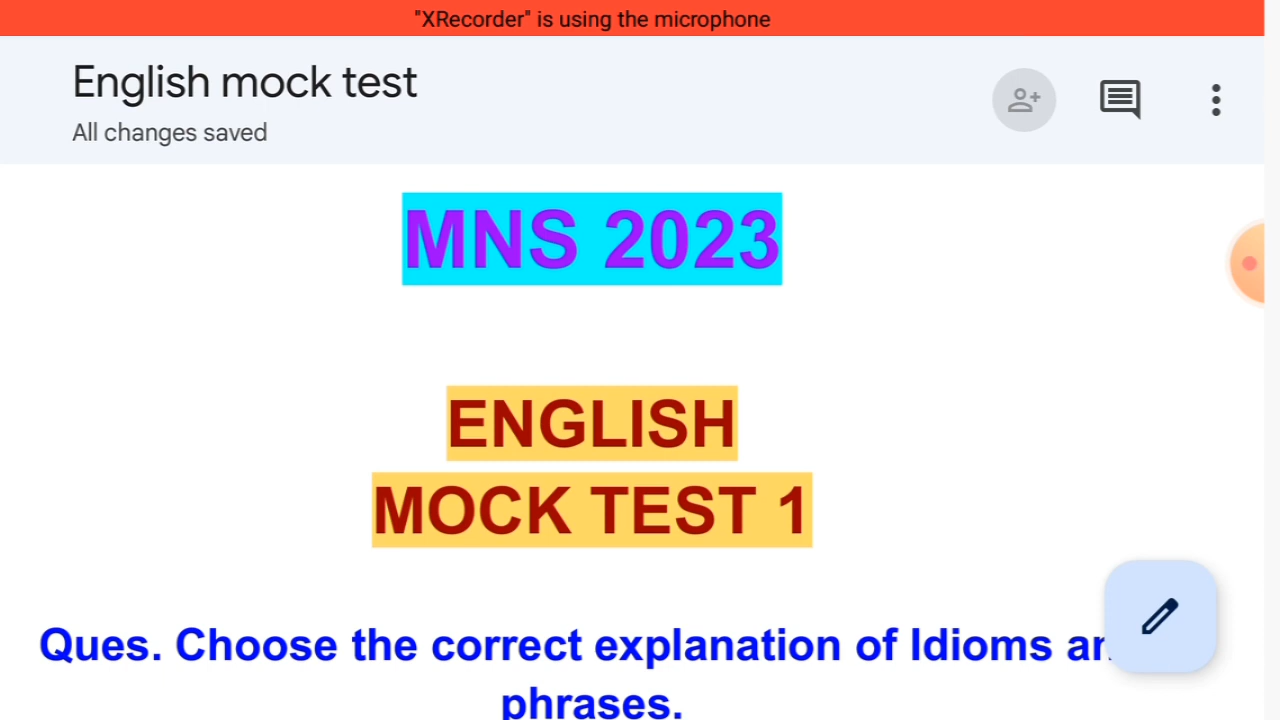 "XRecorder" is using the microphone
English mock test
All changes saved
MNS 2023
ENGLISH
MOCK TEST 1
Ques. Choose the correct explanation of Idioms
phrases.